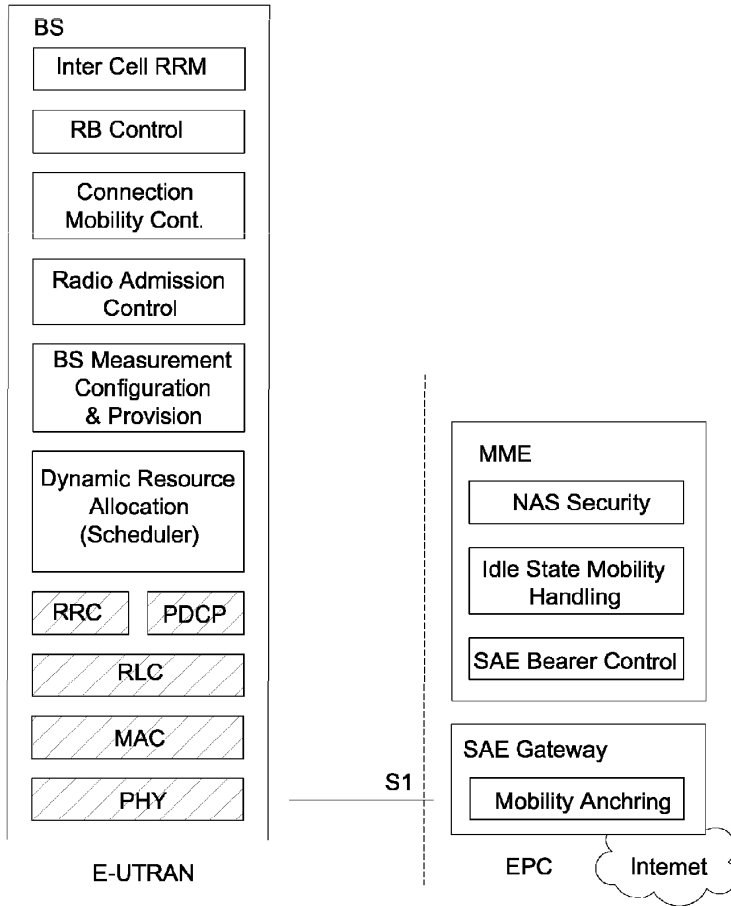 BS
Inter Cell RRM
RB Control
Connection
Mobility Cont.
Radio Admission
Control
BS Measurement
Configuration
& Provision
Dynamic Resource
Allocation
(Scheduler)
RRC
PDCP
RLC
MAC
PHY
E-UTRAN
S1
MME
NAS Security
Idle State Mobility
Handling
SAE Bearer Control
SAE Gateway
Mobility Anchring
EPC
Internet